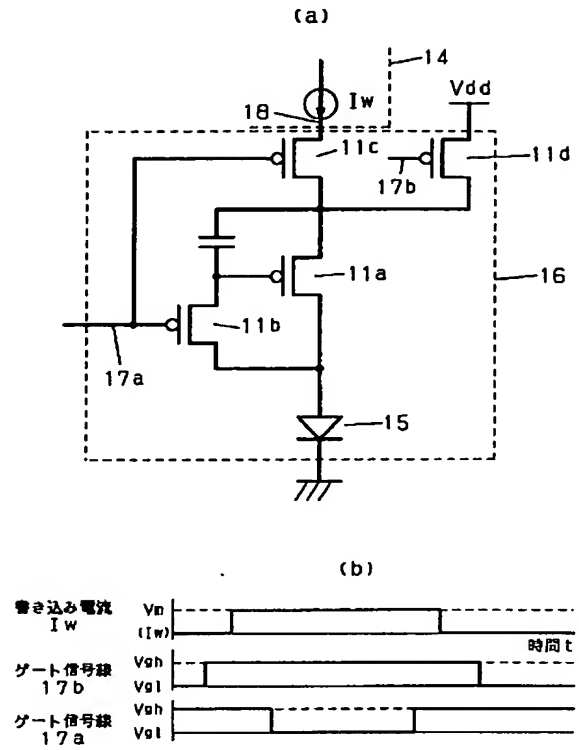 (a)
14
Iw
Vdd
18
11c
17b
11d
11a
16
11b
17a
15
(b)
書き込み電流
Iw
Vm
(Iw)
時間t
ゲート信号線
17b
Vgh
Vgl
ゲート信号線
17a
Vgh
Vgl